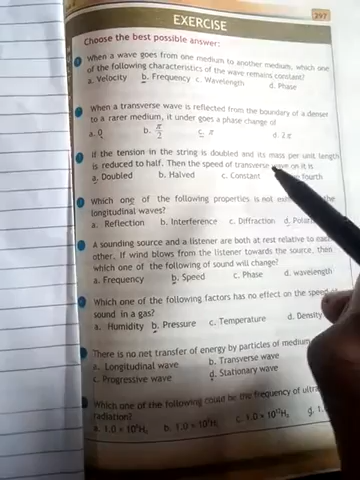 EXERCISE
297
Choose the best possible answer:
When a wave goes from one medium to another medium, which one
of the following characteristics of the wave remains constant?
a. Velocity b. Frequency c. Wavelength d. Phase
When a transverse wave is reflected from the boundary of a denser
to a rarer medium, it under goes a phase change of
a. 0 b. π/2 c. π d. 2π
If the tension in the string is doubled and its mass per unit length
is reduced to half. Then the speed of transverse wave on it is
a. Doubled b. Halved c. Constant fourth
Which one of the following properties is not the
longitudinal waves?
a. Reflection b. Interference c. Diffraction d.
A sounding source and a listener are both at rest relative to each
other. If wind blows from the listener towards the source, then
which one of the following of sound will change?
a. Frequency b. Speed c. Phase d. wavelength
Which one of the following factors has no effect on the speed
sound in a gas?
a. Humidity b. Pressure c. Temperature d. Density
There is no net transfer of energy by particles of medium
a. Longitudinal wave b. Transverse wave
c. Progressive wave d. Stationary wave
Which one of the following could be the frequency of
radiation?